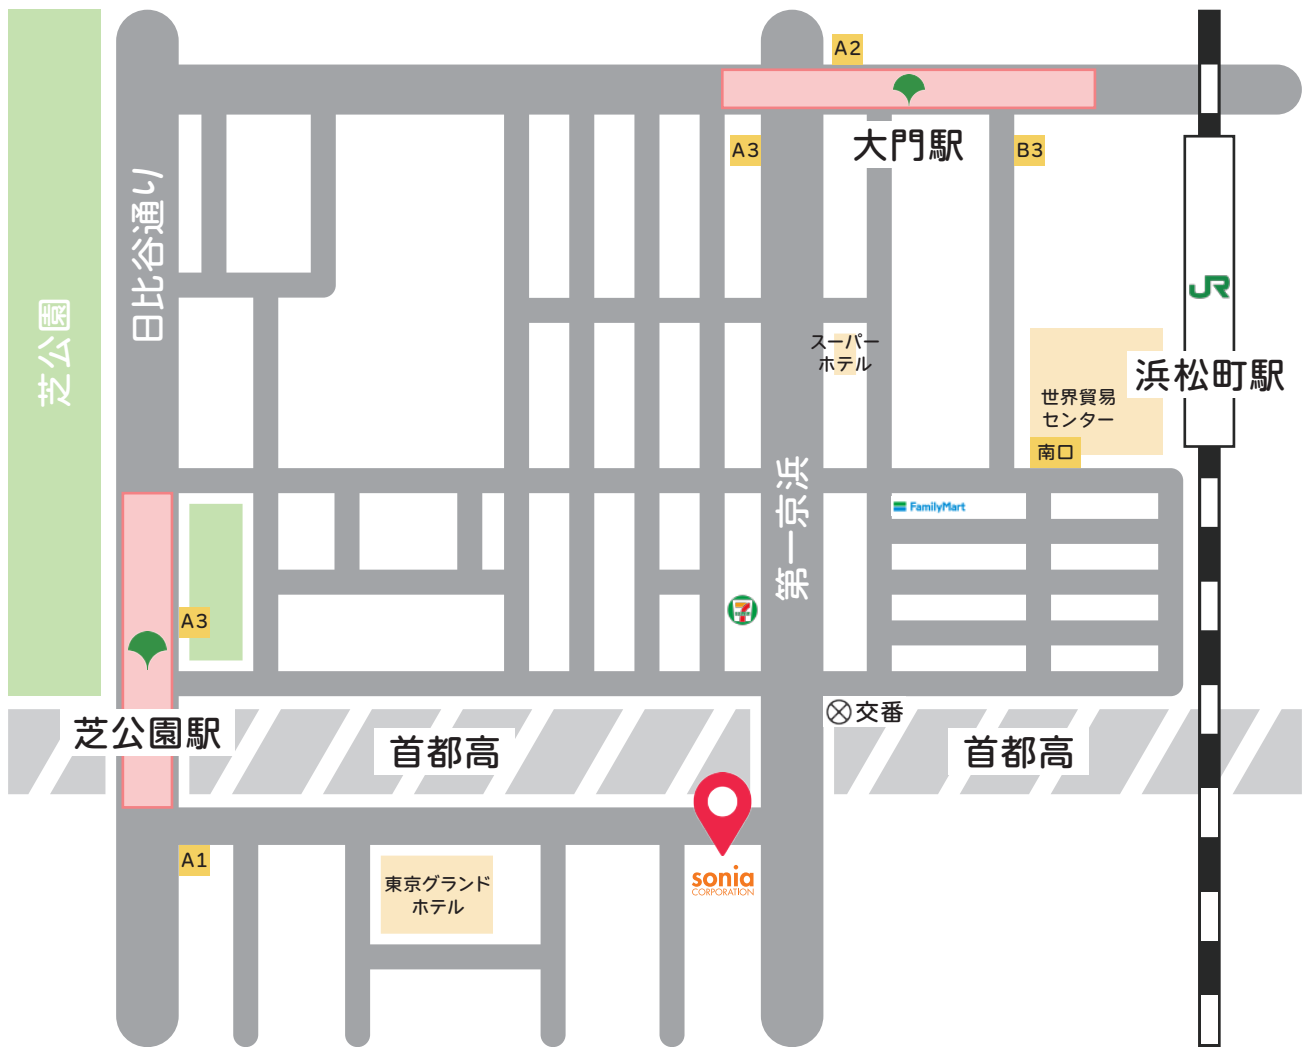 A2
大門駅
A3
B3
日比谷通り
芝公園
JR
スーパー
ホテル
浜松町駅
世界貿易
センター
南口
第一京浜
FamilyMart
7
A3
芝公園駅
首都高
交番
首都高
A1
東京グランド
ホテル
sonia
CORPORATION